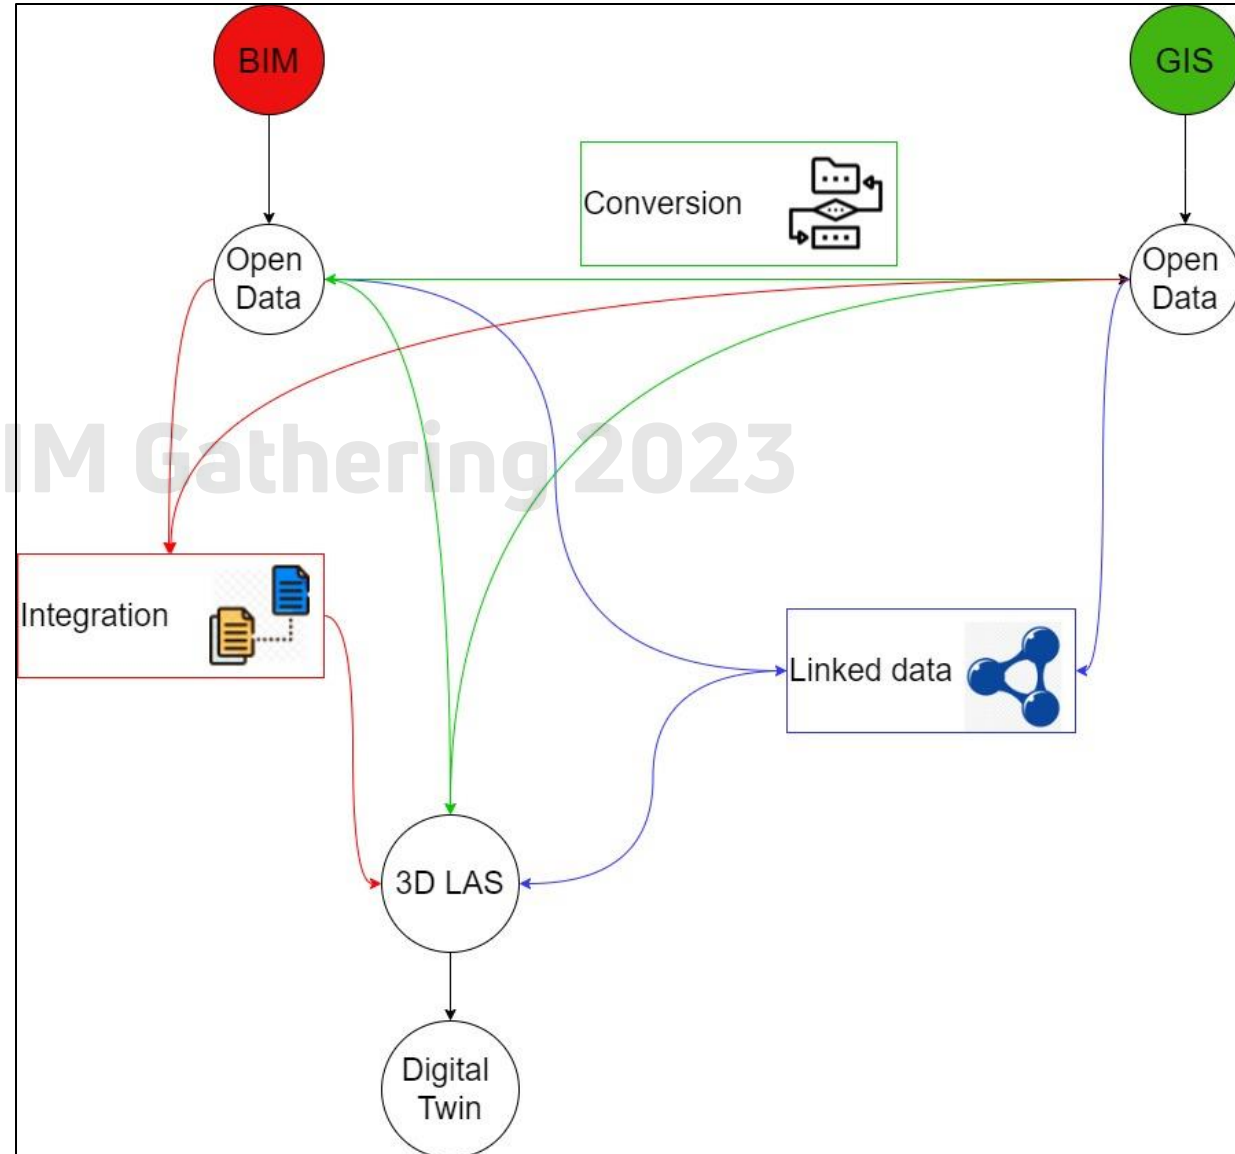 BIM
GIS
Conversion
Open
Data
Open
Data
IM Gathering 2023
Integration
Linked data
3D LAS
Digital
Twin